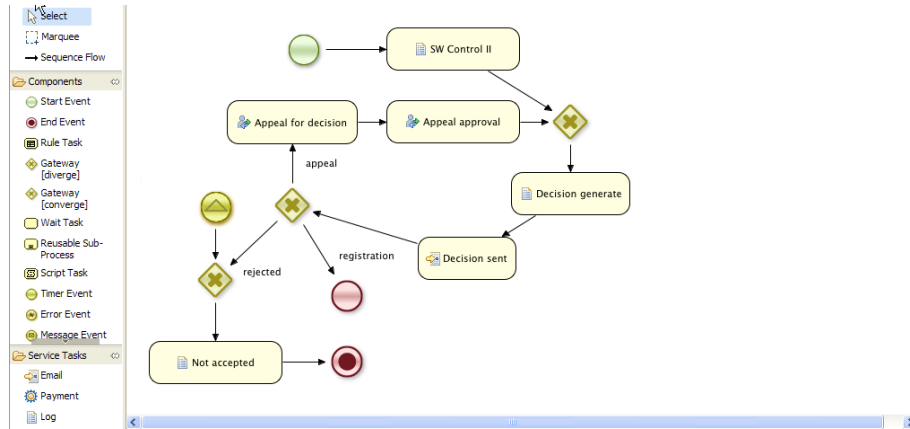 Select
Marquee
Sequence Flow
Components
Start Event
End Event
Rule Task
Gateway
[diverge]
Gateway
[converge]
Wait Task
Reusable Sub-
Process
Script Task
Timer Event
Error Event
Message Event
Service Tasks
Email
Payment
Log
SW Control II
Appeal for decision
Appeal approval
appeal
Decision generate
registration
Decision sent
rejected
Not accepted